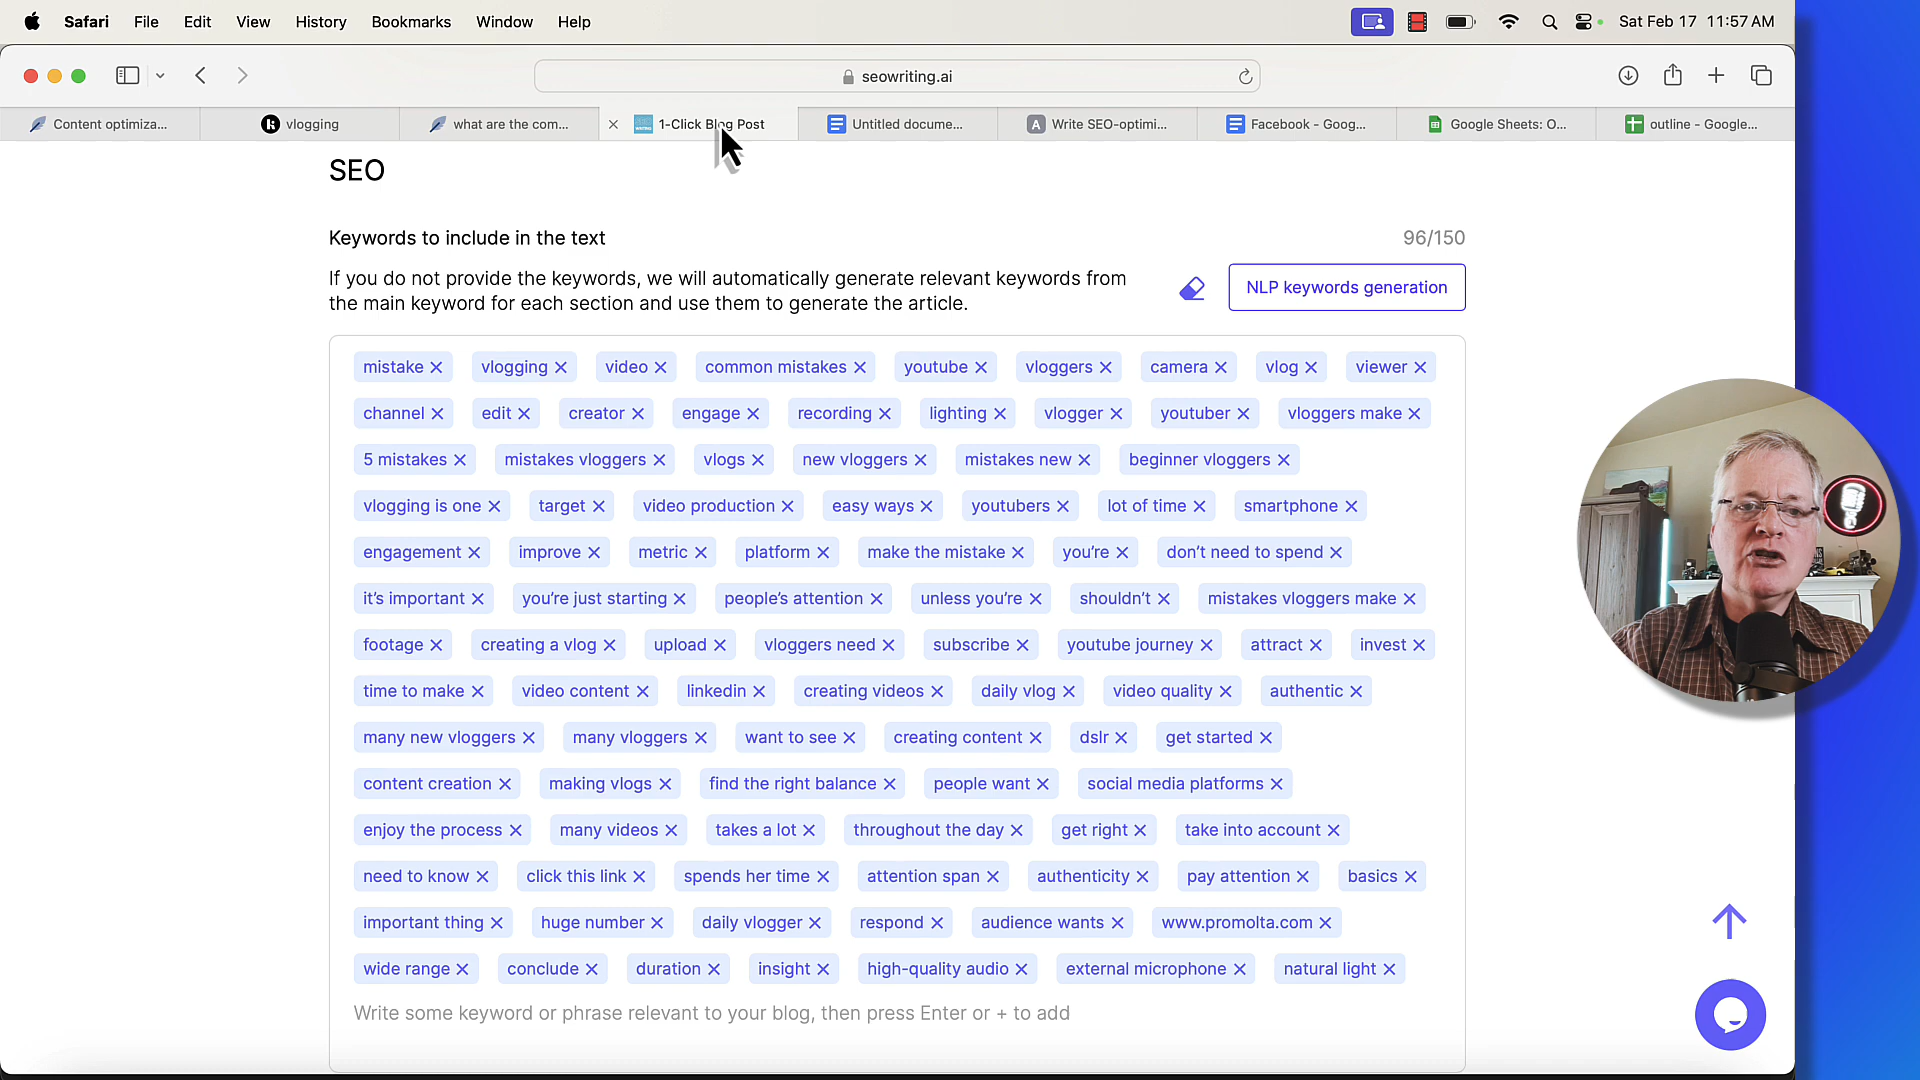 Safari File Edit View History Bookmarks Window Help Sat Feb 17 11:57 AM
seowriting.ai
Content optimiza... vlogging what are the com... 1-Click Blog Post Untitled docume... Write SEO-optimi... Facebook - Goog... Google Sheets: O... outline - Google...
SEO
Keywords to include in the text 96/150
If you do not provide the keywords, we will automatically generate relevant keywords from
the main keyword for each section and use them to generate the article.
NLP keywords generation
mistake vlogging video common mistakes youtube vloggers camera vlog viewer
channel edit creator engage recording lighting vlogger youtuber vloggers make
5 mistakes mistakes vloggers vlogs new vloggers mistakes new beginner vloggers
vlogging is one target video production easy ways youtubers lot of time smartphone
engagement improve metric platform make the mistake you're don't need to spend
it's important you're just starting people's attention unless you're shouldn't mistakes vloggers make
footage creating a vlog upload vloggers need subscribe youtube journey attract invest
time to make video content linkedin creating videos daily vlog video quality authentic
many new vloggers many vloggers want to see creating content dslr get started
content creation making vlogs find the right balance people want social media platforms
enjoy the process many videos takes a lot throughout the day get right take into account
need to know click this link spends her time attention span authenticity pay attention basics
important thing huge number daily vlogger respond audience wants www.promolta.com
wide range conclude duration insight high-quality audio external microphone natural light
Write some keyword or phrase relevant to your blog, then press Enter or + to add